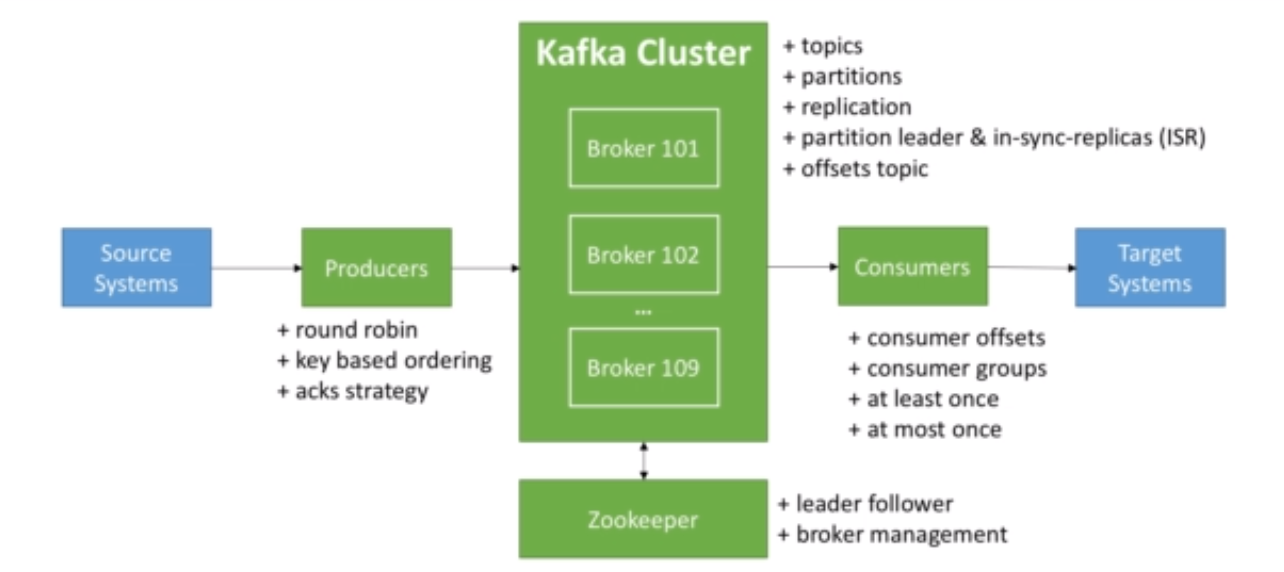 Kafka Cluster
Broker 101
Broker 102
...
Broker 109
+ topics
+ partitions
+ replication
+ partition leader & in-sync-replicas (ISR)
+ offsets topic
Source
Systems
Producers
+ round robin
+ key based ordering
+ acks strategy
Consumers
+ consumer offsets
+ consumer groups
+ at least once
+ at most once
Target
Systems
Zookeeper
+ leader follower
+ broker management